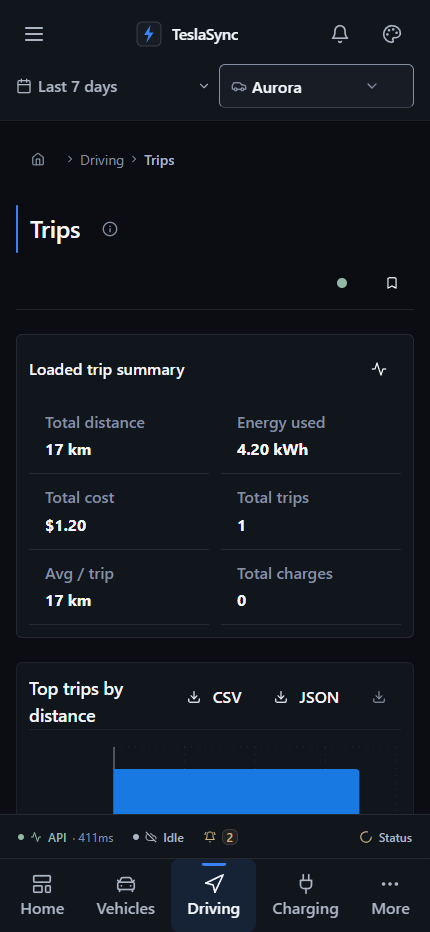 TeslaSync
Last 7 days
Aurora
Driving
Trips
Trips
Loaded trip summary
Total distance
17 km
Energy used
4.20 kWh
Total cost
$1.20
Total trips
1
Avg / trip
17 km
Total charges
0
Top trips by
distance
CSV
JSON
API · 411ms
Idle
2
Status
Home
Vehicles
Driving
Charging
More